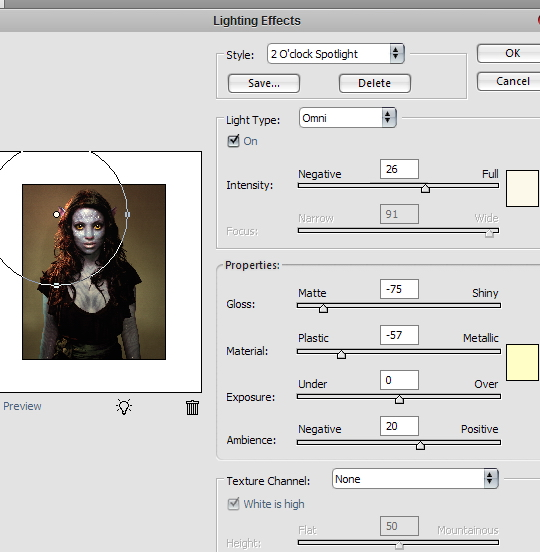 Lighting Effects
Style: 2 O'clock Spotlight OK
Save... Delete Cancel
Light Type: Omni
On
Negative 26 Full
Intensity:
Narrow 91 Wide
Focus:
Properties:
Matte -75 Shiny
Gloss:
Plastic -57 Metallic
Material:
Under 0 Over
Exposure:
Negative 20 Positive
Ambience:
Preview
Texture Channel: None
White is high
Flat 50 Mountainous
Height: